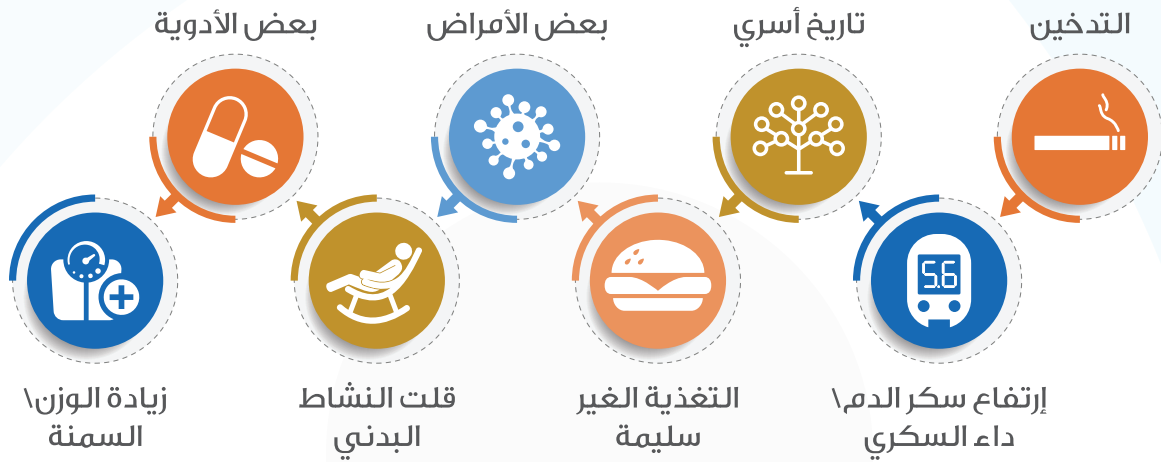 التدخين
إرتفاع سكر الدم\
داء السكري
5.6
تاريخ أسري
التغذية الغير
سليمة
بعض الأمراض
قلت النشاط
البدني
بعض الأدوية
زيادة الوزن\
السمنة